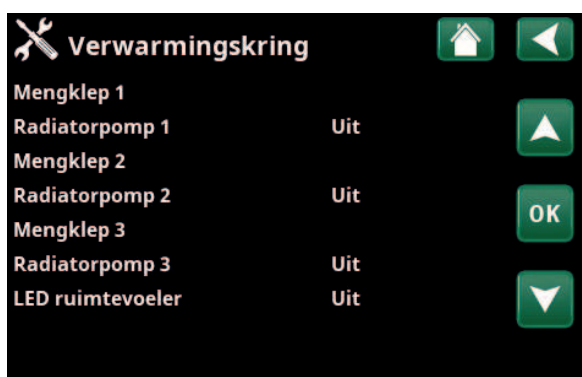 Verwarmingskring
Mengklep 1
Radiatorpomp 1 Uit
Mengklep 2
Radiatorpomp 2 Uit
OK
Mengklep 3
Radiatorpomp 3 Uit
LED ruimtevoeler Uit